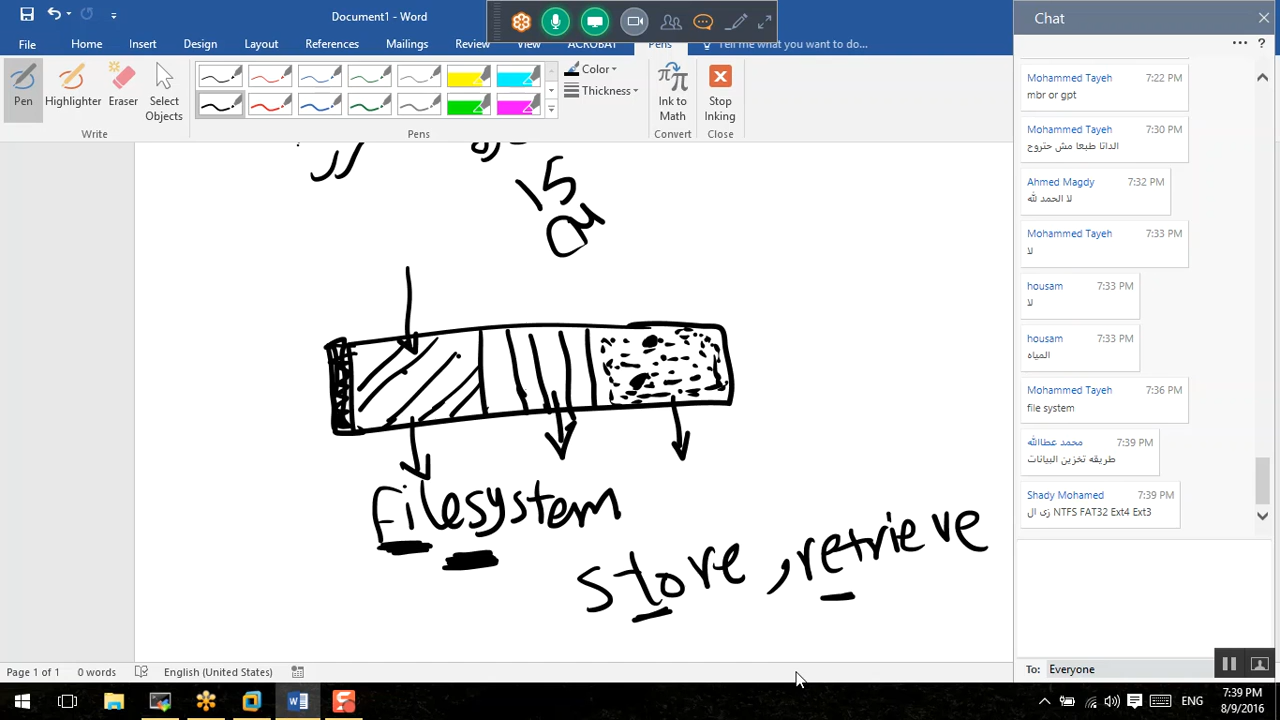 Document1 - Word
Chat
File
Home
Insert
Design
Layout
References
Mailings
Review
View
ACROBAT
Pens
Tell me what you want to do...
Pen
Highlighter
Eraser
Select Objects
Color
Thickness
Ink to Math
Stop Inking
Write
Pens
Convert
Close
15
Filesystem
store , retrieve
Mohammed Tayeh 7:22 PM
mbr or gpt
Mohammed Tayeh 7:30 PM
الداتا طبعا مش حتروح
Ahmed Magdy 7:32 PM
لا الحمد لله
Mohammed Tayeh 7:33 PM
لا
housam 7:33 PM
لا
housam 7:33 PM
المياه
Mohammed Tayeh 7:36 PM
file system
محمد عطاالله 7:39 PM
طريقه تخزين البيانات
Shady Mohamed 7:39 PM
زى ال NTFS FAT32 Ext4 Ext3
To: Everyone
Page 1 of 1
0 words
English (United States)
ENG
7:39 PM
8/9/2016